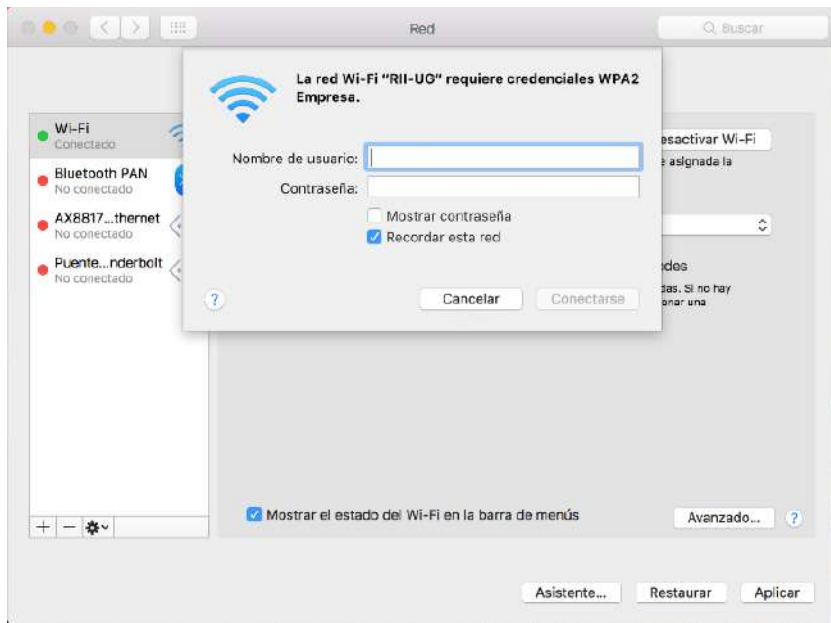 Red
Buscar
La red Wi-Fi "RII-UG" requiere credenciales WPA2
Empresa.
Nombre de usuario:
Contraseña:
Mostrar contraseña
Recordar esta red
?
Cancelar
Conectarse
Wi-Fi
Conectado
Bluetooth PAN
No conectado
AX8817...thernet
No conectado
Puente...nderbolt
No conectado
esactivar Wi-Fi
e asignada la
odes
das. Si no hay
onar una
Mostrar el estado del Wi-Fi en la barra de menús
Avanzado...
?
Asistente...
Restaurar
Aplicar